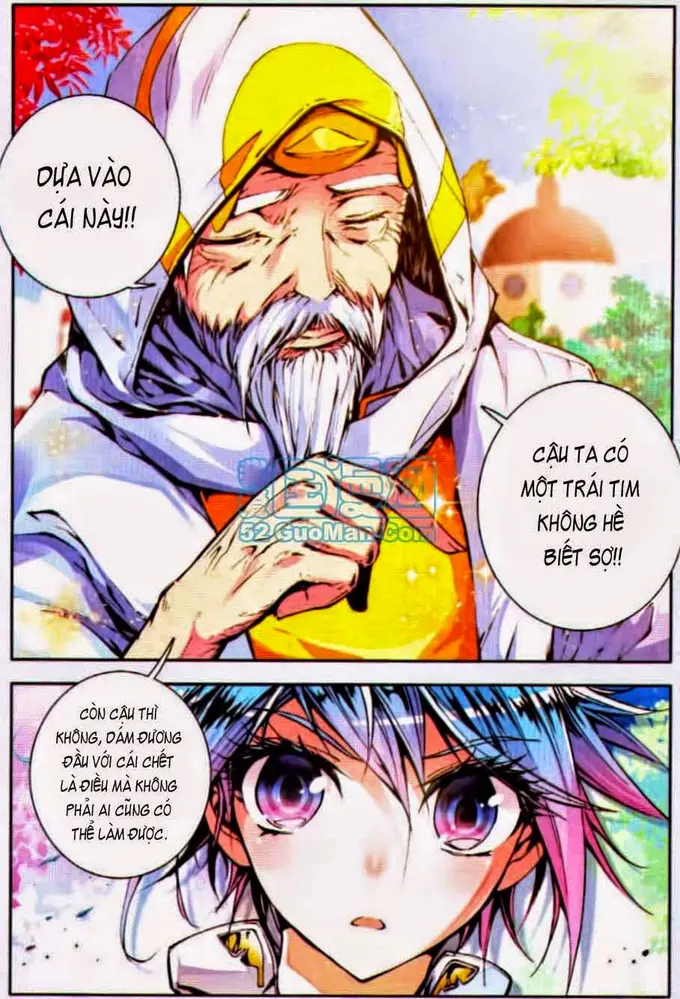 DỰA VÀO
CÁI NÀY!!
CẬU TA CÓ
MỘT TRÁI TIM
KHÔNG HỀ
BIẾT SỢ!!
52GuoMan.Com
CÒN CẬU THÌ
KHÔNG, DÁM ĐƯƠNG
ĐẦU VỚI CÁI CHẾT
LÀ ĐIỀU MÀ KHÔNG
PHẢI AI CŨNG CÓ
THỂ LÀM ĐƯỢC.